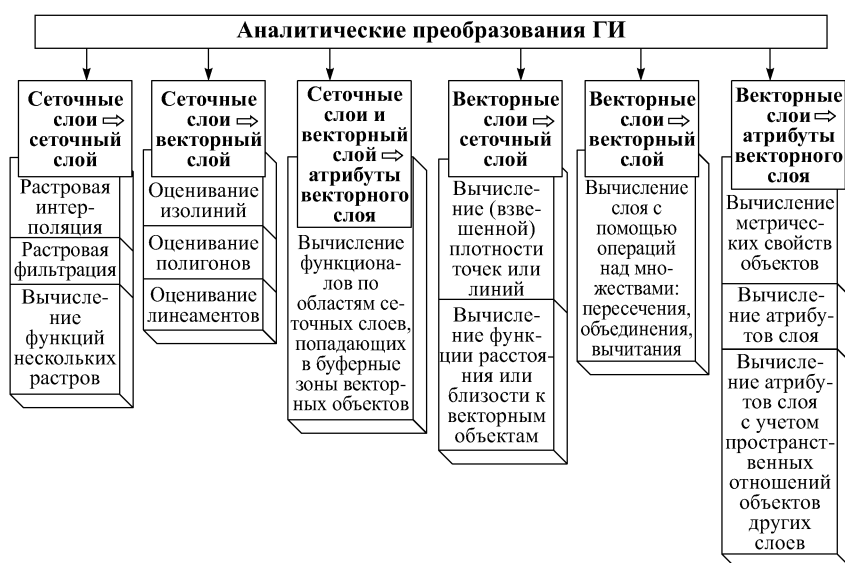 Аналитические преобразования ГИ
Сеточные
слои ⇨
сеточный
слой
Растровая
интер-
поляция
Растровая
фильтрация
Вычисле-
ние
функций
нескольких
растров
Сеточные
слои ⇨
векторный
слой
Оценивание
изолиний
Оценивание
полигонов
Оценивание
линеаментов
Сеточные
слои и
векторный
слой ⇨
атрибуты
векторного
слоя
Вычисление
функциона-
лов по
областям се-
точных слоев,
попадающих
в буферные
зоны вектор-
ных объектов
Векторные
слои ⇨
сеточный
слой
Вычисле-
ние (взве-
шенной)
плотности
точек или
линий
Вычисле-
ние функ-
ции расстоя-
ния или
близости к
векторным
объектам
Векторные
слои ⇨
векторный
слой
Вычисление
слоя с
помощью
операций
над мно-
жествами:
пересечения,
объединения,
вычитания
Векторные
слои ⇨
атрибуты
векторного
слоя
Вычисление
метричес-
ких свойств
объектов
Вычисле-
ние атрибу-
тов слоя
Вычисле-
ние атрибу-
тов слоя
с учетом
пространст-
венных
отношений
объектов
других
слоев